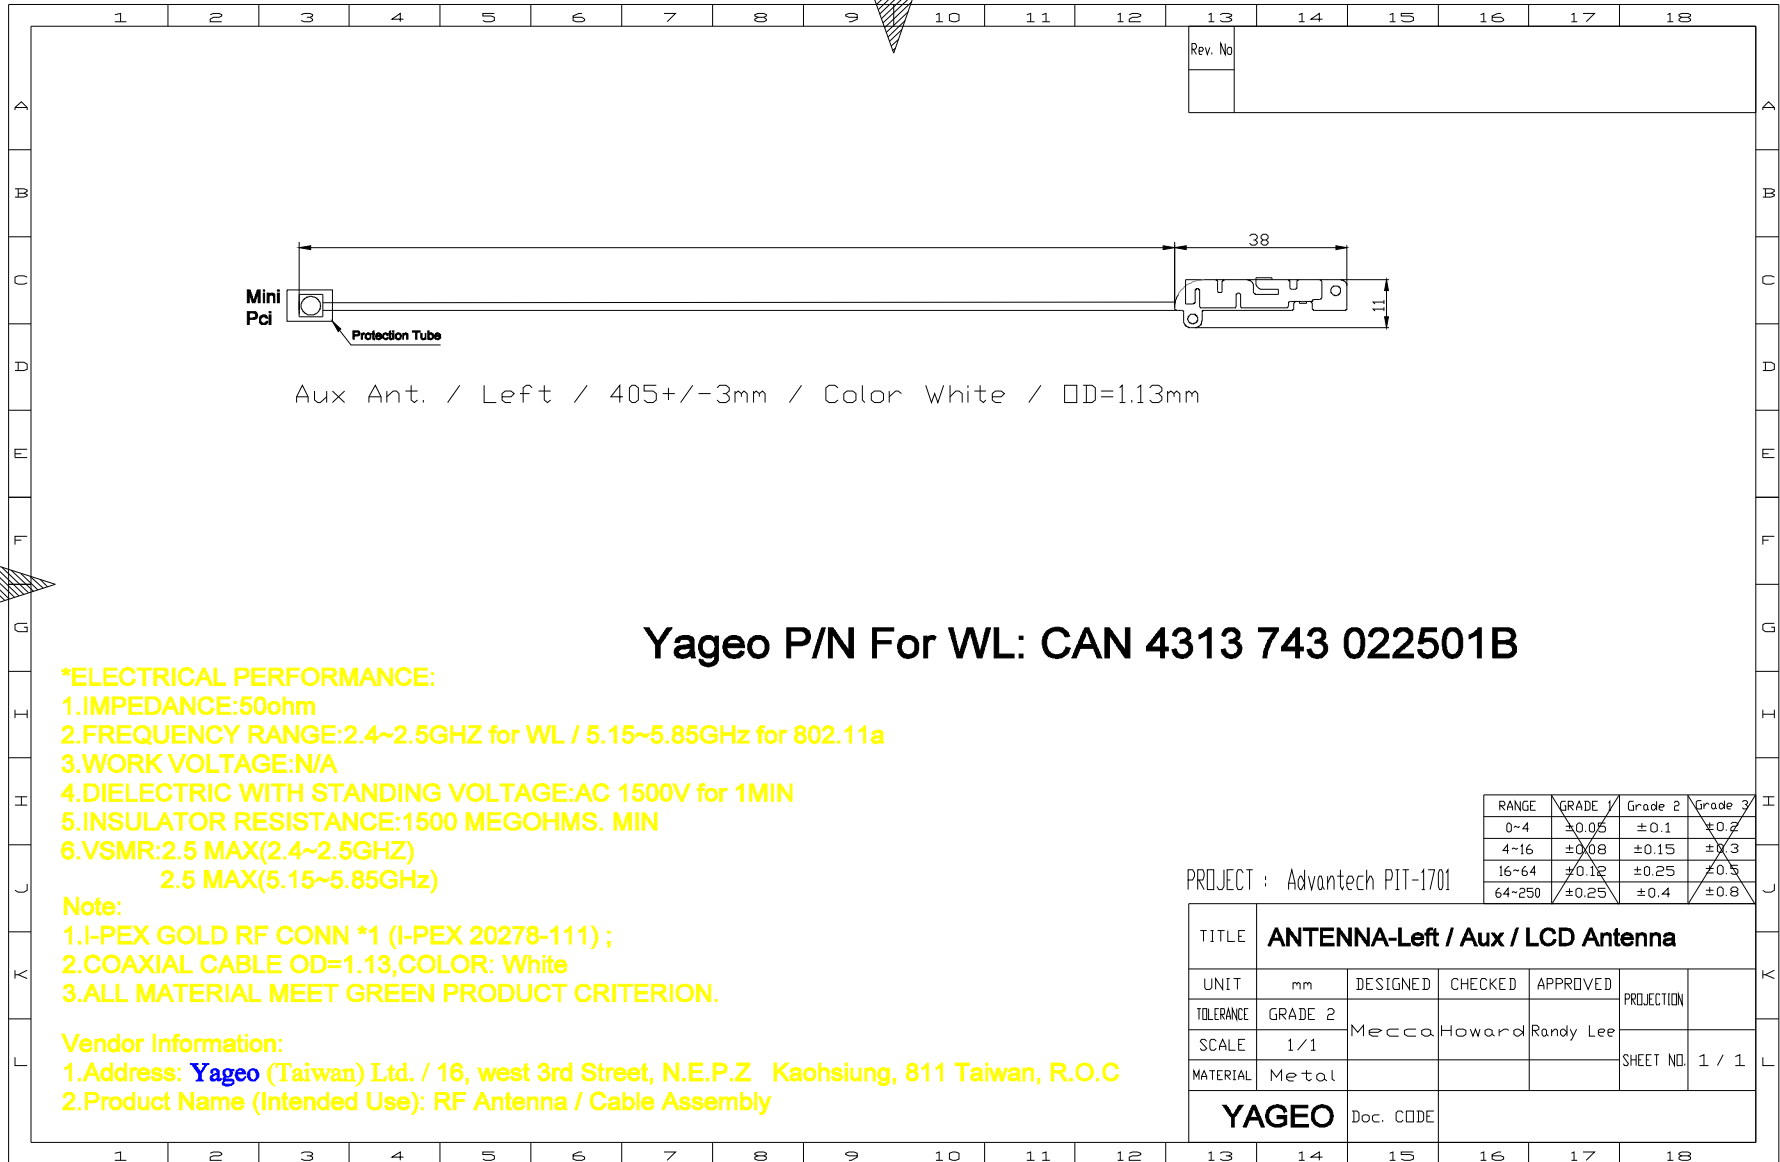 1 2 3 4 5 6 7 8 9 10 11 12 13 14 15 16 17 18
Rev. No
A A
B B
C C
D D
E E
F F
G G
H H
I I
J J
K K
L L
38
11
Mini
Pci
Protection Tube
Aux Ant. / Left / 405+/-3mm / Color White / OD=1.13mm
Yageo P/N For WL: CAN 4313 743 022501B
*ELECTRICAL PERFORMANCE:
1.IMPEDANCE:50ohm
2.FREQUENCY RANGE:2.4~2.5GHZ for WL / 5.15~5.85GHz for 802.11a
3.WORK VOLTAGE:N/A
4.DIELECTRIC WITH STANDING VOLTAGE:AC 1500V for 1MIN
5.INSULATOR RESISTANCE:1500 MEGOHMS. MIN
6.VSMR:2.5 MAX(2.4~2.5GHZ)
2.5 MAX(5.15~5.85GHz)
Note:
1.I-PEX GOLD RF CONN *1 (I-PEX 20278-111) ;
2.COAXIAL CABLE OD=1.13,COLOR: White
3.ALL MATERIAL MEET GREEN PRODUCT CRITERION.
Vendor Information:
1.Address: Yageo (Taiwan) Ltd. / 16, west 3rd Street, N.E.P.Z Kaohsiung, 811 Taiwan, R.O.C
2.Product Name (Intended Use): RF Antenna / Cable Assembly
RANGE GRADE 1 Grade 2 Grade 3
0~4 ±0.05 ±0.1 ±0.2
4~16 ±0.08 ±0.15 ±0.3
16~64 ±0.12 ±0.25 ±0.5
64~250 ±0.25 ±0.4 ±0.8
PROJECT : Advantech PIT-1701
TITLE ANTENNA-Left / Aux / LCD Antenna
UNIT mm DESIGNED CHECKED APPROVED PROJECTION
TOLERANCE GRADE 2
Mecca Howard Randy Lee
SCALE 1/1
SHEET NO. 1 / 1
MATERIAL Metal
YAGEO Doc. CODE
1 2 3 4 5 6 7 8 9 10 11 12 13 14 15 16 17 18